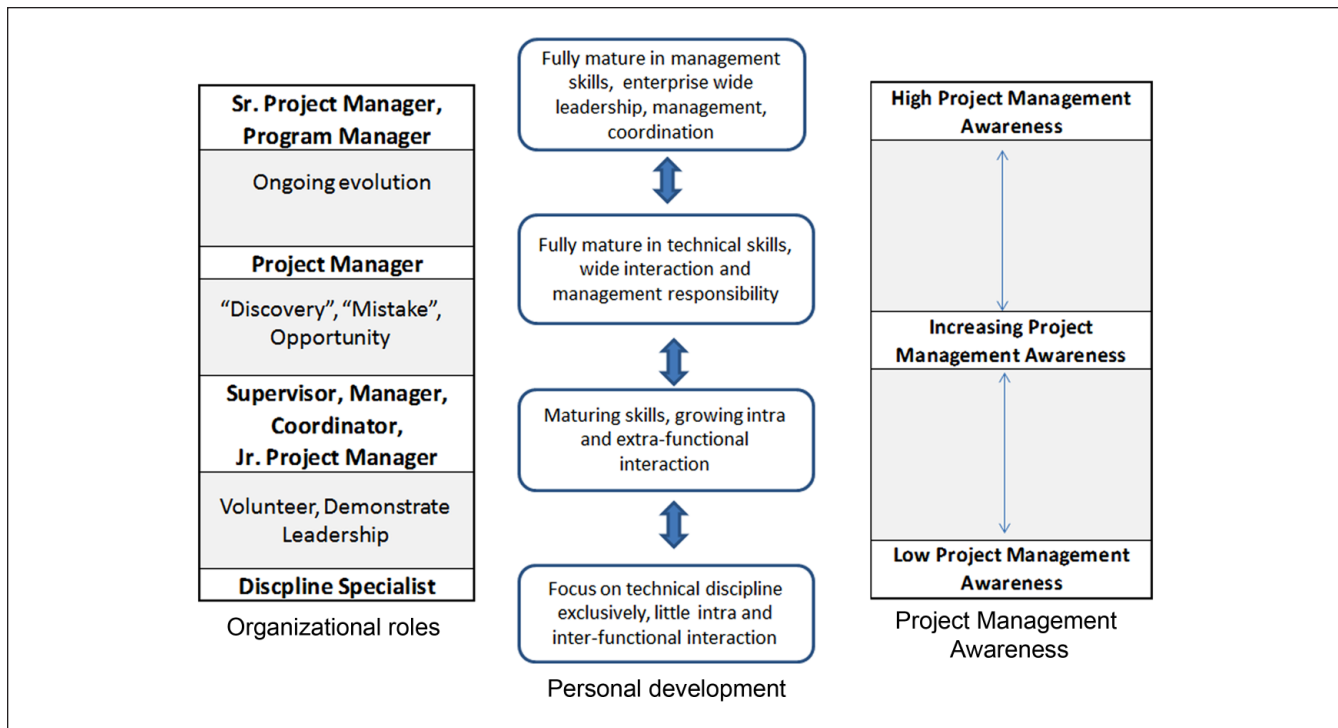 Sr. Project Manager,
Program Manager
Ongoing evolution
Project Manager
“Discovery”, “Mistake”,
Opportunity
Supervisor, Manager,
Coordinator,
Jr. Project Manager
Volunteer, Demonstrate
Leadership
Discpline Specialist
Organizational roles
Fully mature in management
skills, enterprise wide
leadership, management,
coordination
Fully mature in technical skills,
wide interaction and
management responsibility
Maturing skills, growing intra
and extra-functional
interaction
Focus on technical discipline
exclusively, little intra and
inter-functional interaction
Personal development
High Project Management
Awareness
Increasing Project
Management Awareness
Low Project Management
Awareness
Project Management
Awareness